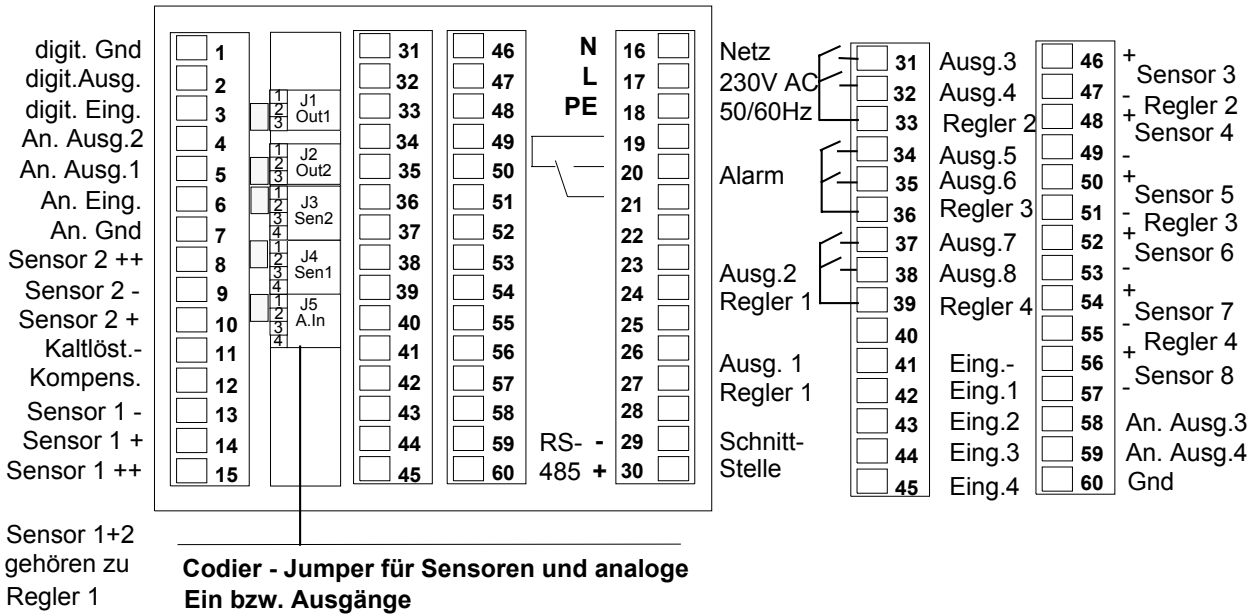 digit. Gnd
digit.Ausg.
digit. Eing.
An. Ausg.2
An. Ausg.1
An. Eing.
An. Gnd
Sensor 2 ++
Sensor 2 -
Sensor 2 +
Kaltlöst.-
Kompens.
Sensor 1 -
Sensor 1 +
Sensor 1 ++
1
2
3
4
5
6
7
8
9
10
11
12
13
14
15
1 J1
2 Out1
3
1 J2
2 Out2
3
1
2 J3
3 Sen2
4
1
2 J4
3 Sen1
4
1
2 J5
3 A.In
4
31
32
33
34
35
36
37
38
39
40
41
42
43
44
45
46
47
48
49
50
51
52
53
54
55
56
57
58
59
60
N 16
L 17
PE 18
19
20
21
22
23
24
25
26
27
28
RS- - 29
485 + 30
Netz
230V AC
50/60Hz
Alarm
Ausg.2
Regler 1
Ausg. 1
Regler 1
Schnitt-
Stelle
31 Ausg.3
32 Ausg.4
33 Regler 2
34 Ausg.5
35 Ausg.6
36 Regler 3
37 Ausg.7
38 Ausg.8
39 Regler 4
40
41 Eing.-
42 Eing.1
43 Eing.2
44 Eing.3
45 Eing.4
46 +
Sensor 3
47 -
Regler 2
48 +
Sensor 4
49 -
50 +
Sensor 5
51 -
Regler 3
52 +
Sensor 6
53 -
54 +
Sensor 7
55 -
Regler 4
56 +
Sensor 8
57 -
58 An. Ausg.3
59 An. Ausg.4
60 Gnd
Sensor 1+2
gehören zu
Regler 1
Codier - Jumper für Sensoren und analoge
Ein bzw. Ausgänge